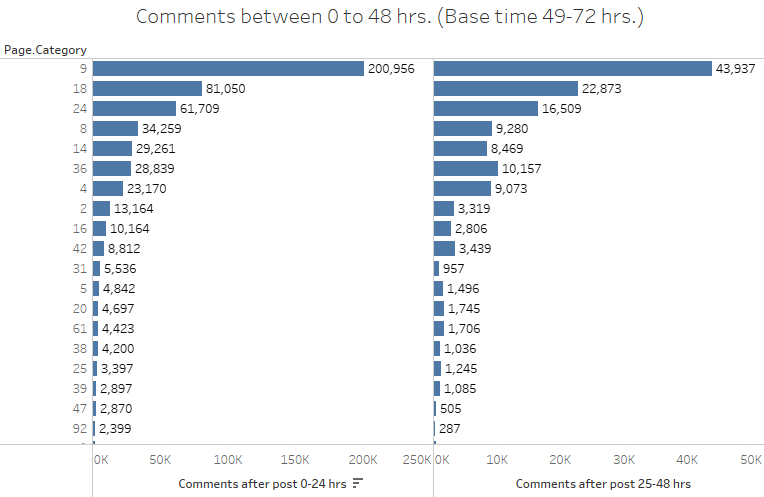 Comments between 0 to 48 hrs. (Base time 49-72 hrs.)
Page.Category
9 200,956 43,937
18 81,050 22,873
24 61,709 16,509
8 34,259 9,280
14 29,261 8,469
36 28,839 10,157
4 23,170 9,073
2 13,164 3,319
16 10,164 2,806
42 8,812 3,439
31 5,536 957
5 4,842 1,496
20 4,697 1,745
61 4,423 1,706
38 4,200 1,036
25 3,397 1,245
39 2,897 1,085
47 2,870 505
92 2,399 287
0K 50K 100K 150K 200K 250K 0K 10K 20K 30K 40K 50K
Comments after post 0-24 hrs Comments after post 25-48 hrs